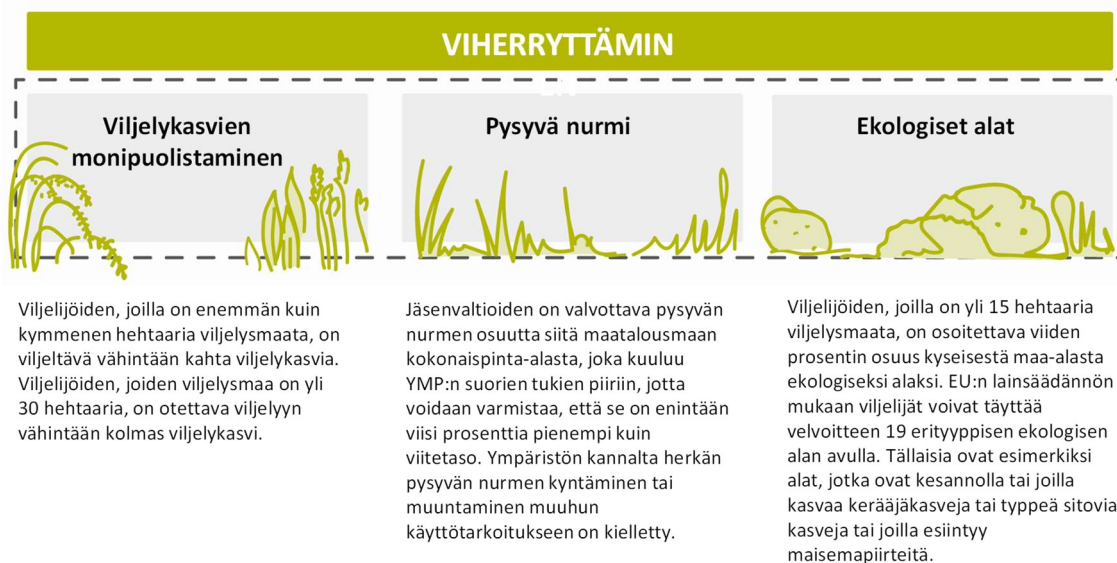 VIHERRYTTÄMIN
Viljelykasvien
monipuolistaminen
Pysyvä nurmi
Ekologiset alat
Viljelijöiden, joilla on enemmän kuin
kymmenen hehtaaria viljelysmaata, on
viljeltävä vähintään kahta viljelykasvia.
Viljelijöiden, joiden viljelysmaa on yli
30 hehtaaria, on otettava viljelyyn
vähintään kolmas viljelykasvi.
Jäsenvaltioiden on valvottava pysyvän
nurmen osuutta siitä maatalousmaan
kokonaispinta-alasta, joka kuuluu
YMP:n suorien tukien piiriin, jotta
voidaan varmistaa, että se on enintään
viisi prosenttia pienempi kuin
viitetaso. Ympäristön kannalta herkän
pysyvän nurmen kyntäminen tai
muuntaminen muuhun
käyttötarkoitukseen on kielletty.
Viljelijöiden, joilla on yli 15 hehtaaria
viljelysmaata, on osoitettava viiden
prosentin osuus kyseisestä maa-alasta
ekologiseksi alaksi. EU:n lainsäädännön
mukaan viljelijät voivat täyttää
velvoitteen 19 erityyppisen ekologisen
alan avulla. Tällaisia ovat esimerkiksi
alat, jotka ovat kesannolla tai joilla
kasvaa kerääjäkasveja tai typpeä sitovia
kasveja tai joilla esiintyy
maisemapiirteitä.